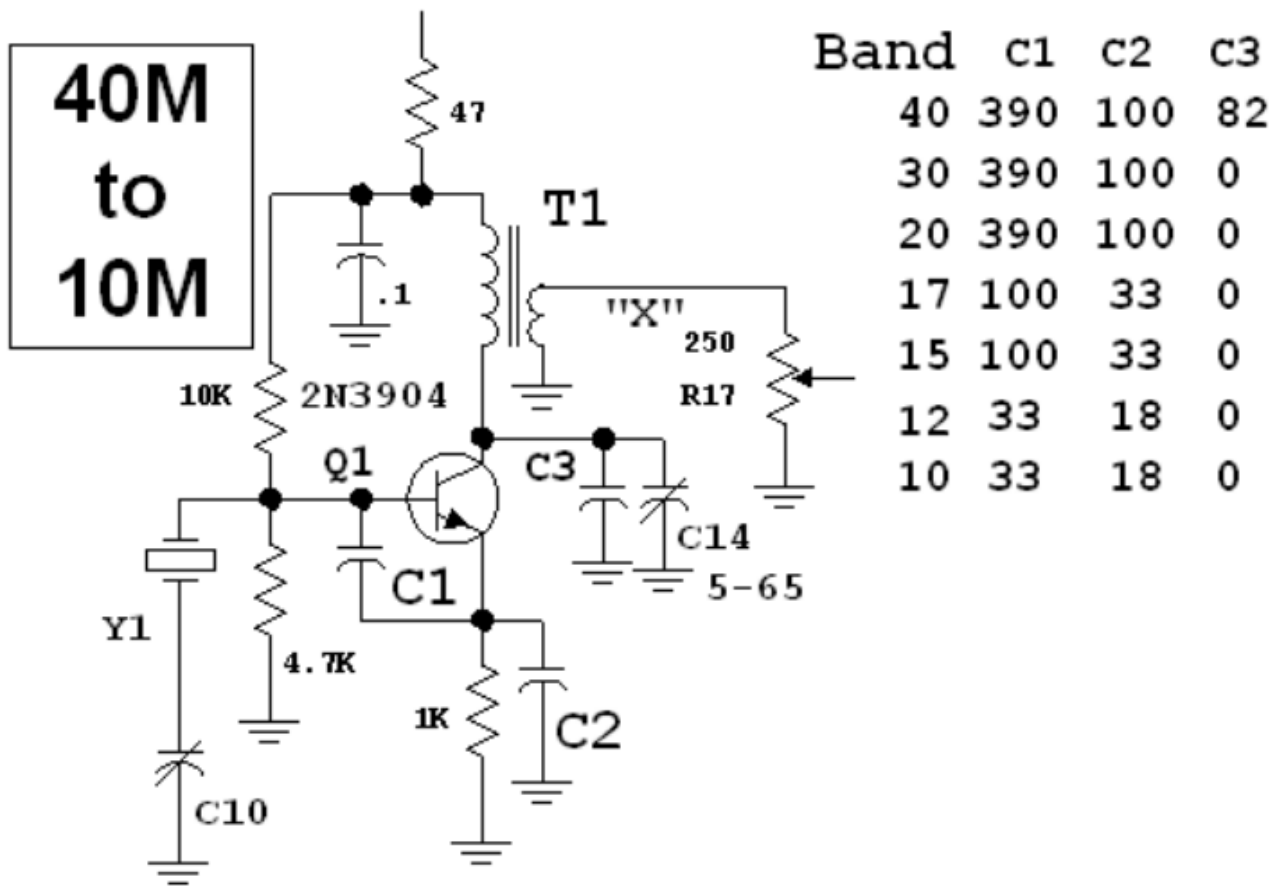 40M
to
10M
47
T1
.1
"X"
250
R17
10K
2N3904
Q1
C3
C14
5-65
C1
Y1
4.7K
1K
C2
C10
Band C1 C2 C3
40 390 100 82
30 390 100 0
20 390 100 0
17 100 33 0
15 100 33 0
12 33 18 0
10 33 18 0